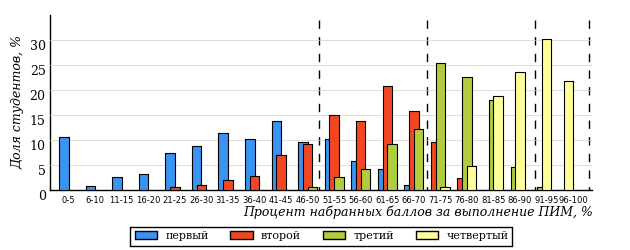 Доля студентов, %
30
25
20
15
10
5
0
0-5 6-10 11-15 16-20 21-25 26-30 31-35 36-40 41-45 46-50 51-55 56-60 61-65 66-70 71-75 76-80 81-85 86-90 91-95 96-100
Процент набранных баллов за выполнение ПИМ, %
первый второй третий четвертый